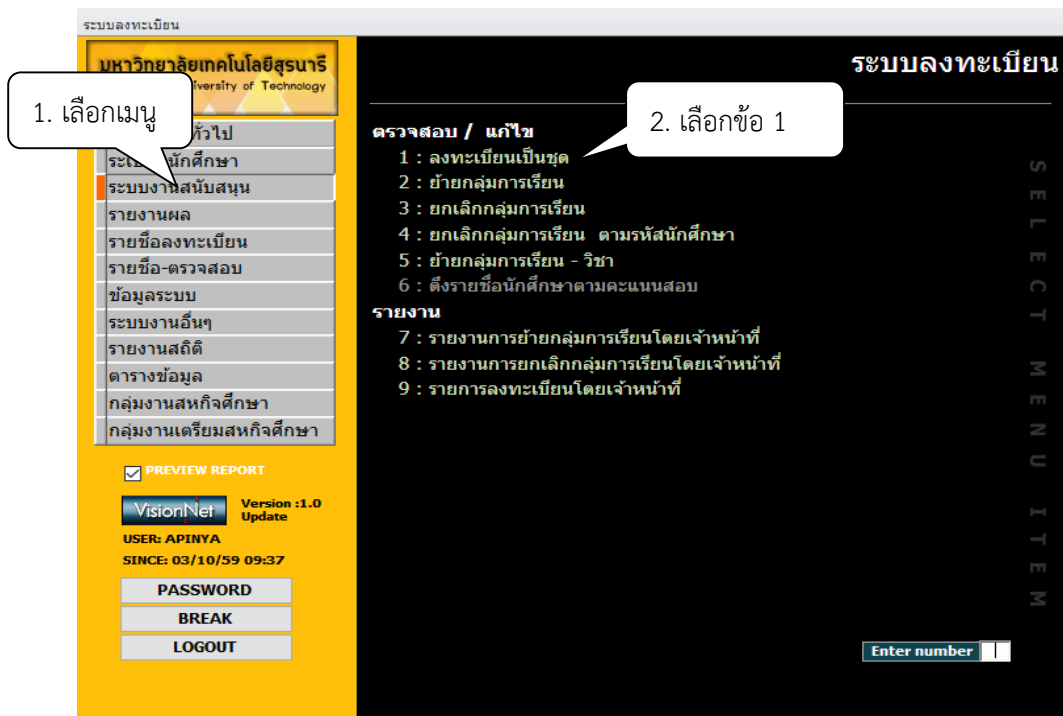 ระบบลงทะเบียน
มหาวิทยาลัยเทคโนโลยีสุรนารี
iversity of Technology
1. เลือกเมนู
ทั่วไป
นักศึกษา
ระบบงานสนับสนุน
รายงานผล
รายชื่อลงทะเบียน
รายชื่อ-ตรวจสอบ
ข้อมูลระบบ
ระบบงานอื่นๆ
รายงานสถิติ
ตารางข้อมูล
กลุ่มงานสหกิจศึกษา
กลุ่มงานเตรียมสหกิจศึกษา
PREVIEW REPORT
VisionNet
Version :1.0
Update
USER: APINYA
SINCE: 03/10/59 09:37
PASSWORD
BREAK
LOGOUT
ระบบลงทะเบียน
2. เลือกข้อ 1
ตรวจสอบ / แก้ไข
1 : ลงทะเบียนเป็นชุด
2 : ย้ายกลุ่มการเรียน
3 : ยกเลิกกลุ่มการเรียน
4 : ยกเลิกกลุ่มการเรียน ตามรหัสนักศึกษา
5 : ย้ายกลุ่มการเรียน - วิชา
6 : ดึงรายชื่อนักศึกษาตามคะแนนสอบ
รายงาน
7 : รายงานการย้ายกลุ่มการเรียนโดยเจ้าหน้าที่
8 : รายงานการยกเลิกกลุ่มการเรียนโดยเจ้าหน้าที่
9 : รายการลงทะเบียนโดยเจ้าหน้าที่
SELECT MENU ITEM
Enter number